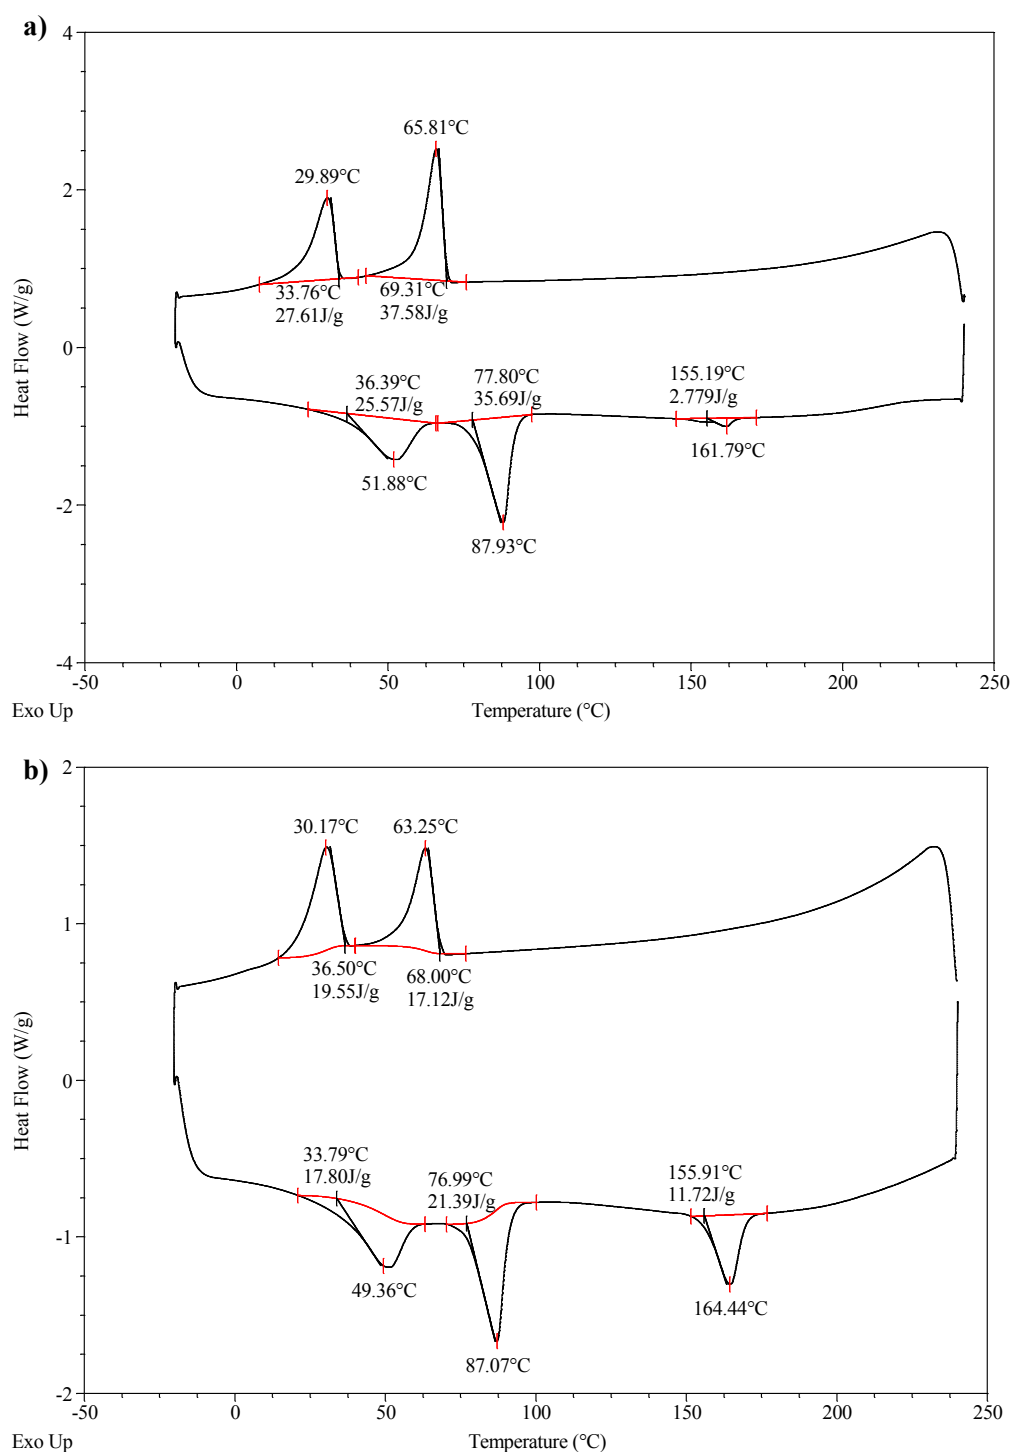 a)
4
65.81°C
29.89°C
2
33.76°C
27.61J/g
69.31°C
37.58J/g
0
Heat Flow (W/g)
36.39°C
25.57J/g
77.80°C
35.69J/g
155.19°C
2.779J/g
161.79°C
51.88°C
-2
87.93°C
-4
-50 0 50 100 150 200 250
Exo Up
Temperature (°C)
b)
2
30.17°C
63.25°C
1
36.50°C
19.55J/g
68.00°C
17.12J/g
0
Heat Flow (W/g)
33.79°C
17.80J/g
76.99°C
21.39J/g
155.91°C
11.72J/g
-1
49.36°C
164.44°C
87.07°C
-2
-50 0 50 100 150 200 250
Exo Up
Temperature (°C)